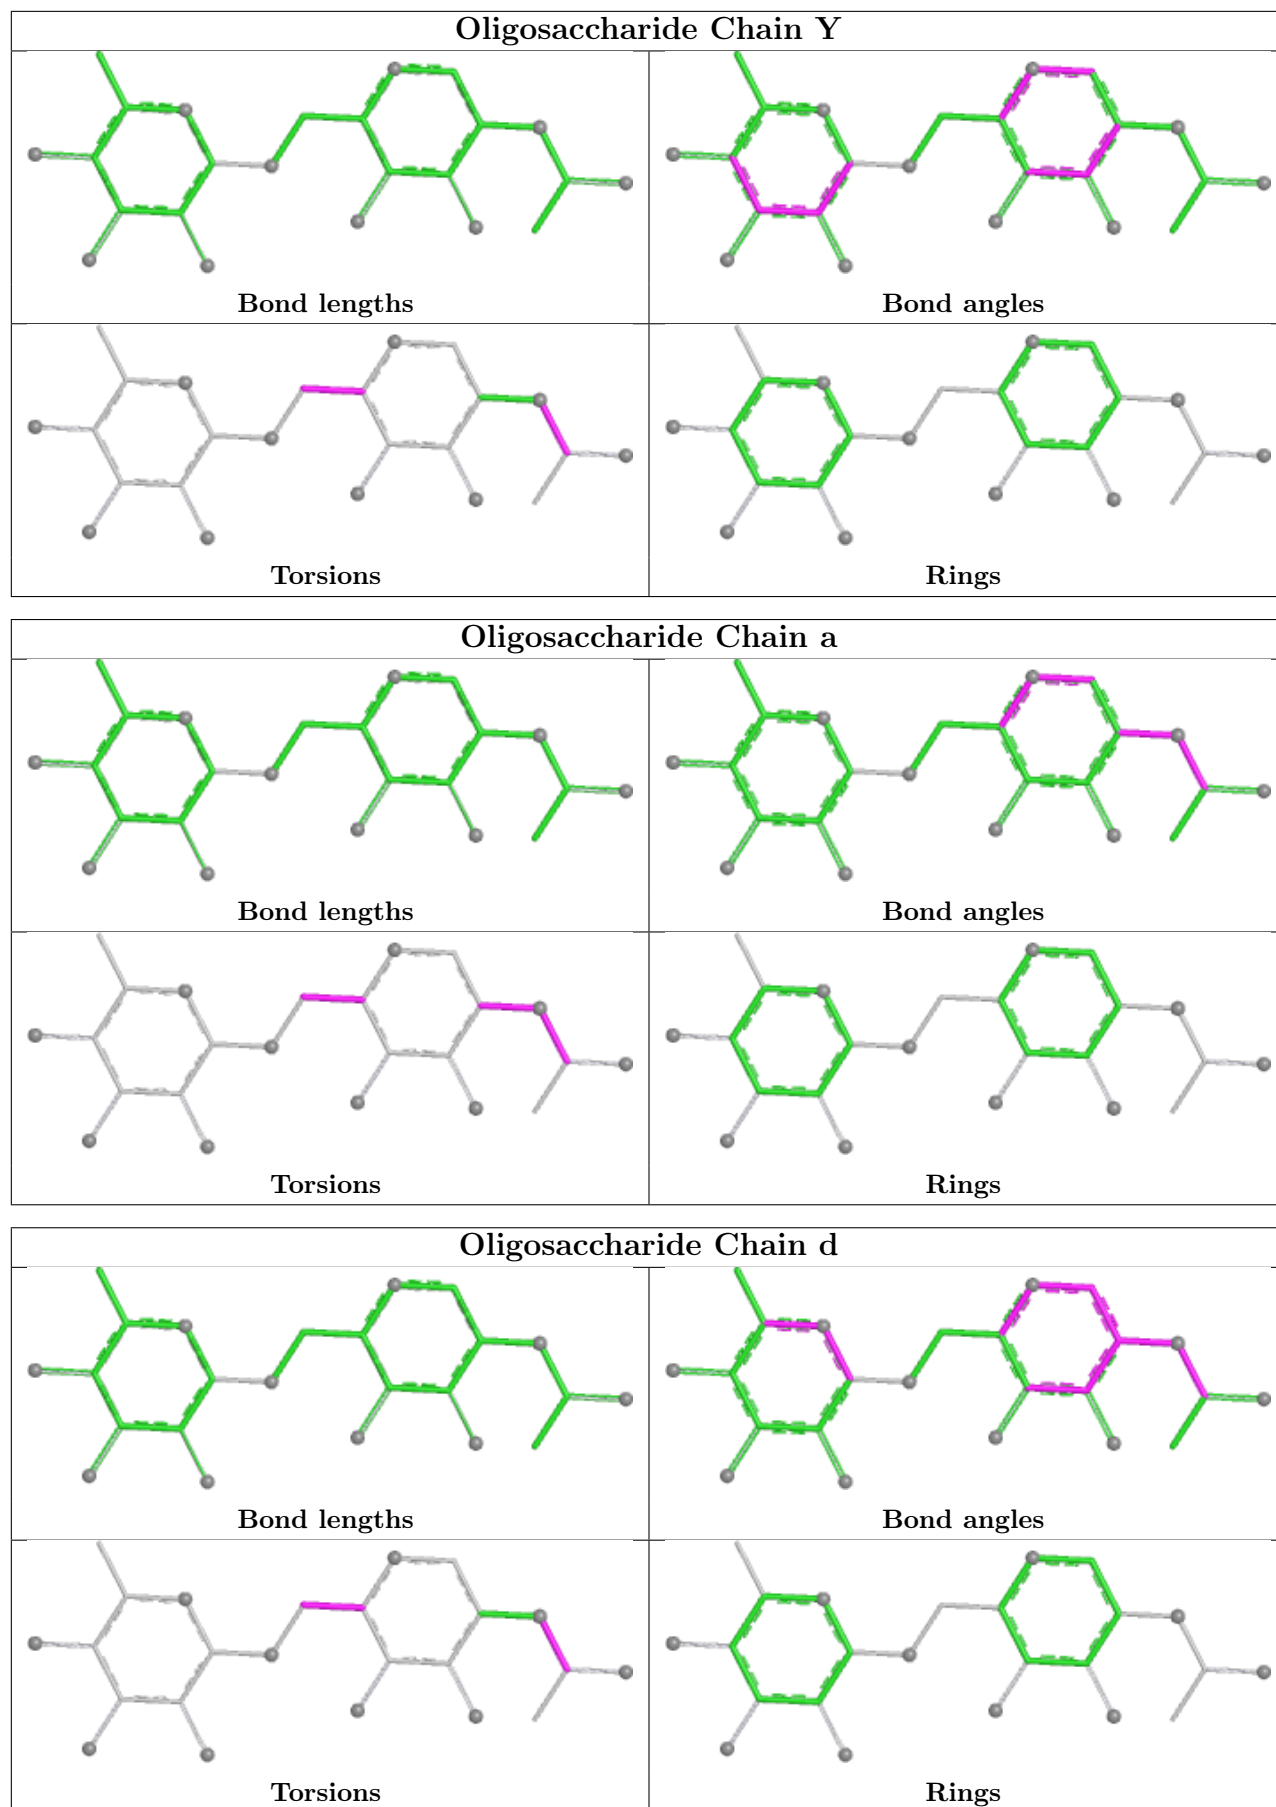 Oligosaccharide Chain Y
Bond lengths
Bond angles
Torsions
Rings
Oligosaccharide Chain a
Bond lengths
Bond angles
Torsions
Rings
Oligosaccharide Chain d
Bond lengths
Bond angles
Torsions
Rings